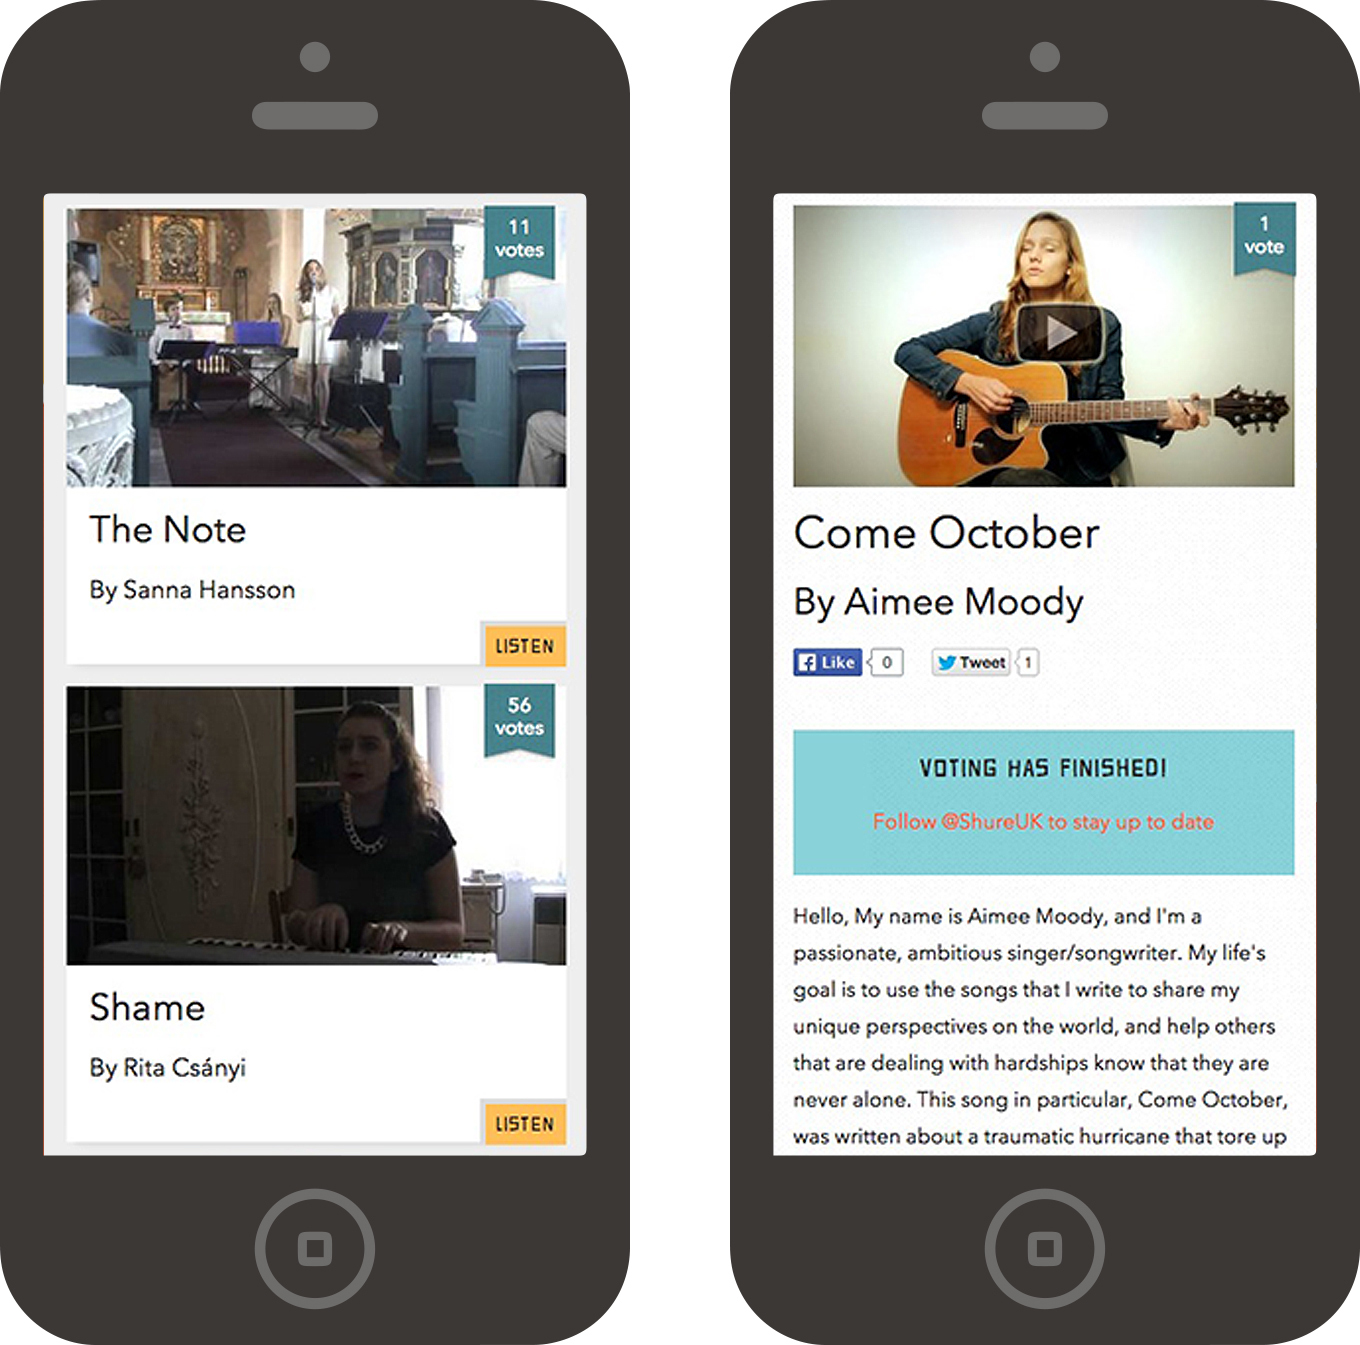 11
votes
The Note
By Sanna Hansson
LISTEN
56
votes
Shame
By Rita Csányi
LISTEN
1
vote
Come October
By Aimee Moody
Like 0 Tweet 1
VOTING HAS FINISHED!
Follow @ShureUK to stay up to date
Hello, My name is Aimee Moody, and I'm a
passionate, ambitious singer/songwriter. My life's
goal is to use the songs that I write to share my
unique perspectives on the world, and help others
that are dealing with hardships know that they are
never alone. This song in particular, Come October,
was written about a traumatic hurricane that tore up